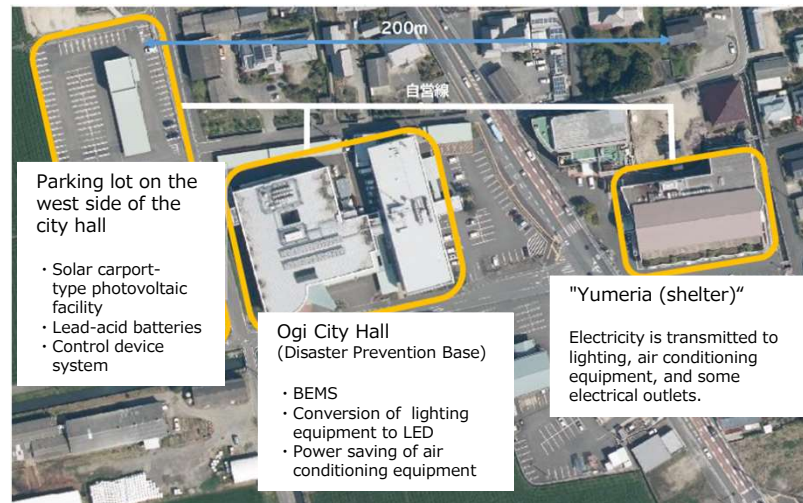 200m
自営線
Parking lot on the
west side of the
city hall
・Solar carport-
type photovoltaic
facility
・Lead-acid batteries
・Control device
system
Ogi City Hall
(Disaster Prevention Base)
・BEMS
・Conversion of lighting
equipment to LED
・Power saving of air
conditioning equipment
"Yumeria (shelter)“
Electricity is transmitted to
lighting, air conditioning
equipment, and some
electrical outlets.